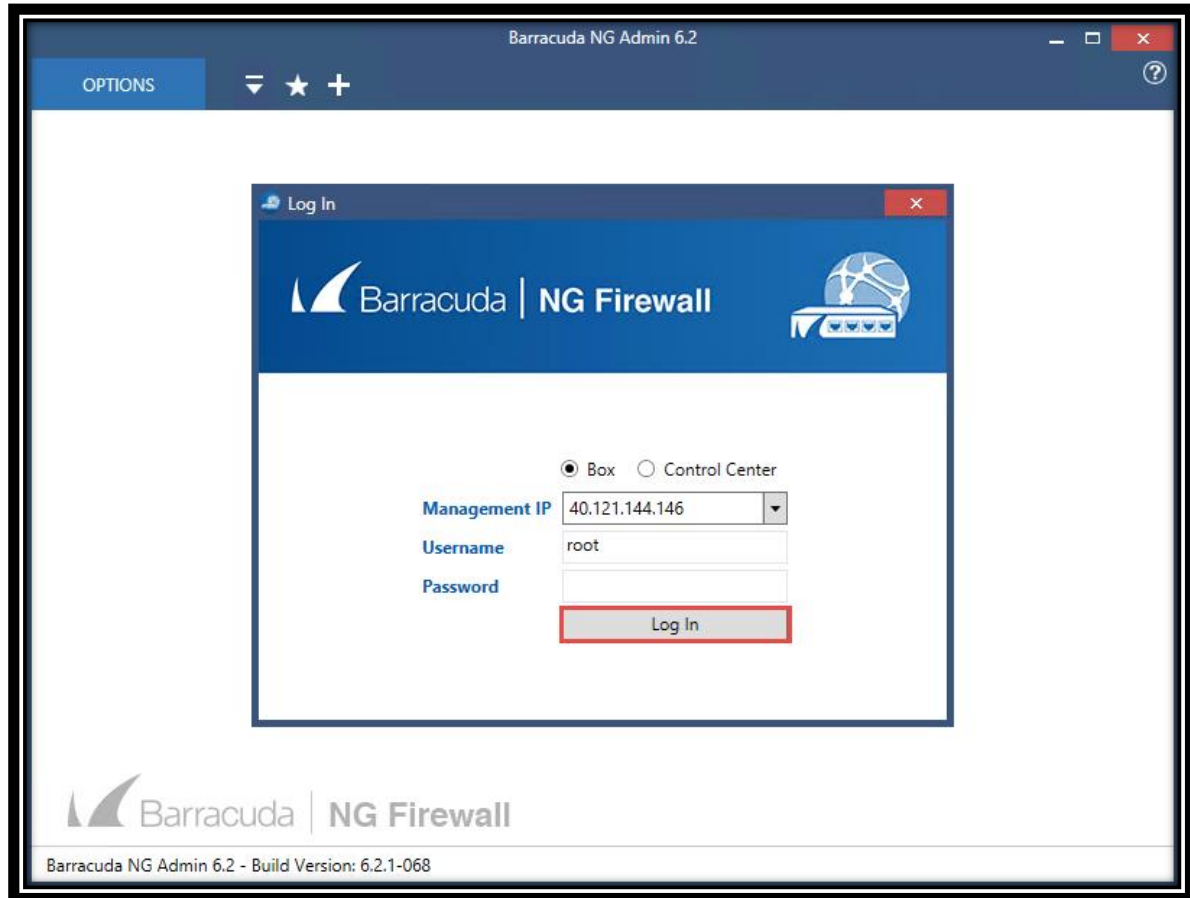 Barracuda NG Admin 6.2
OPTIONS
Log In
Barracuda | NG Firewall
Box Control Center
Management IP 40.121.144.146
Username root
Password
Log In
Barracuda | NG Firewall
Barracuda NG Admin 6.2 - Build Version: 6.2.1-068